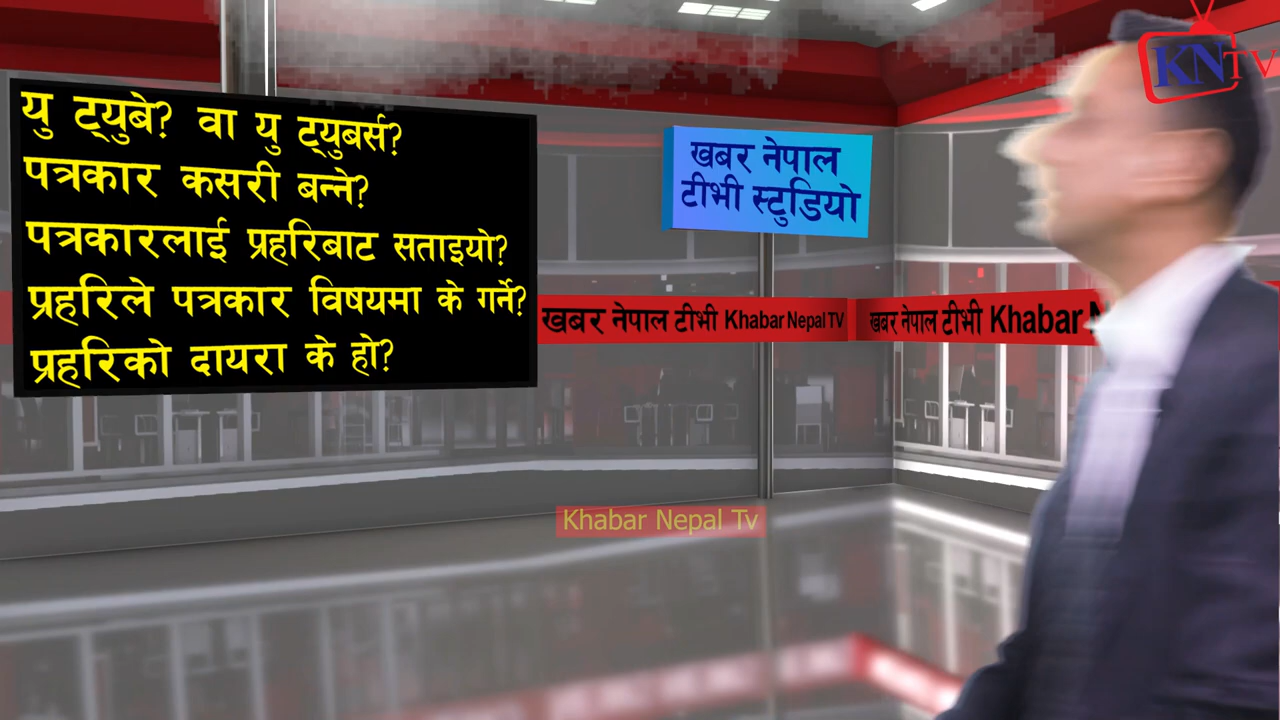 यु ट्युबे? वा यु ट्युबर्स?
पत्रकार कसरी बन्ने?
पत्रकारलाई प्रहरिबाट सताइयो?
प्रहरिले पत्रकार विषयमा के गर्ने?
प्रहरिको दायरा के हो?
KNTV
खबर नेपाल
टीभी स्टुडियो
खबर नेपाल टीभी Khabar Nepal TV
खबर नेपाल टीभी Khabar
Khabar Nepal Tv